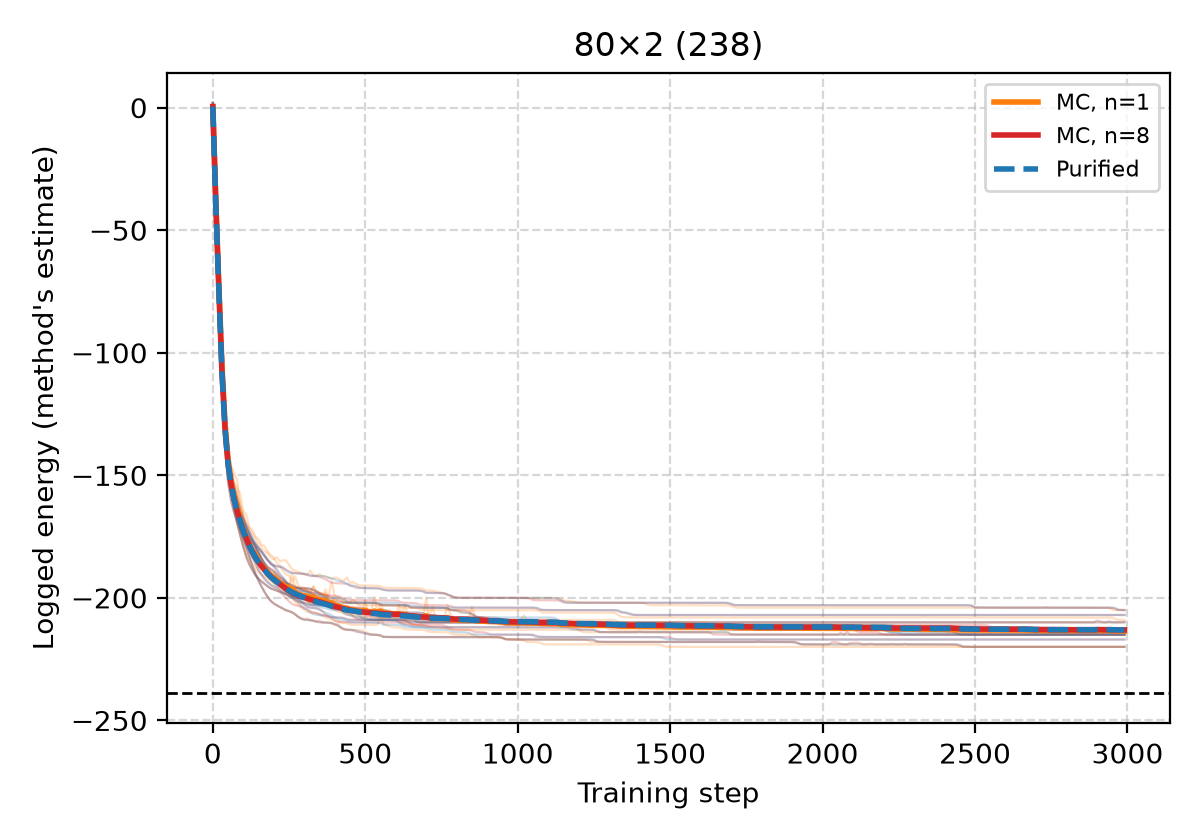 80×2 (238)
MC, n=1
MC, n=8
Purified
Logged energy (method's estimate)
0
−50
−100
−150
−200
−250
0 500 1000 1500 2000 2500 3000
Training step